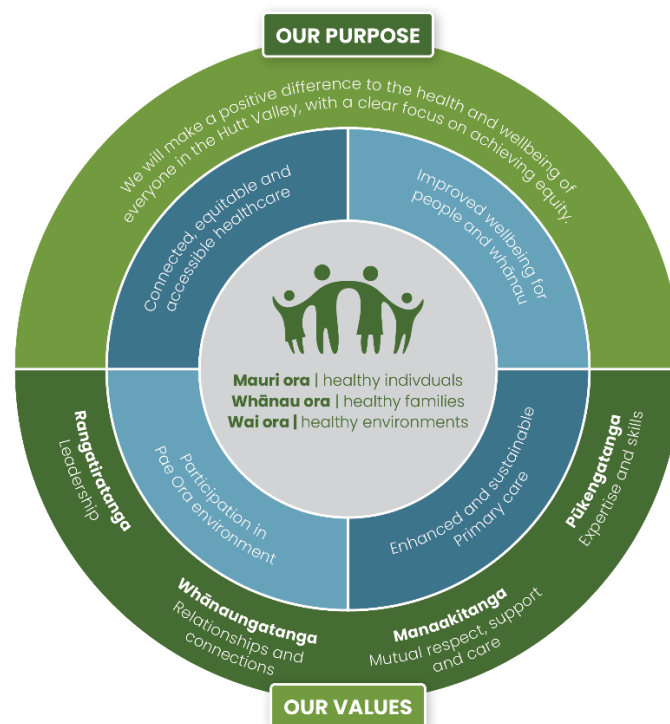 OUR PURPOSE
We will make a positive difference to the health and wellbeing of
everyone in the Hutt Valley, with a clear focus on achieving equity.
Connected, equitable and
accessible healthcare
Improved wellbeing for
people and whānau
Mauri ora | healthy indivduals
Whānau ora | healthy families
Wai ora | healthy environments
Participation in
Pae Ora environment
Enhanced and sustainable
Primary care
Rangatiratanga
Leadership
Whānaungatanga
Relationships and
connections
Manaakitanga
Mutual respect, support
and care
Pūkengatanga
Expertise and skills
OUR VALUES